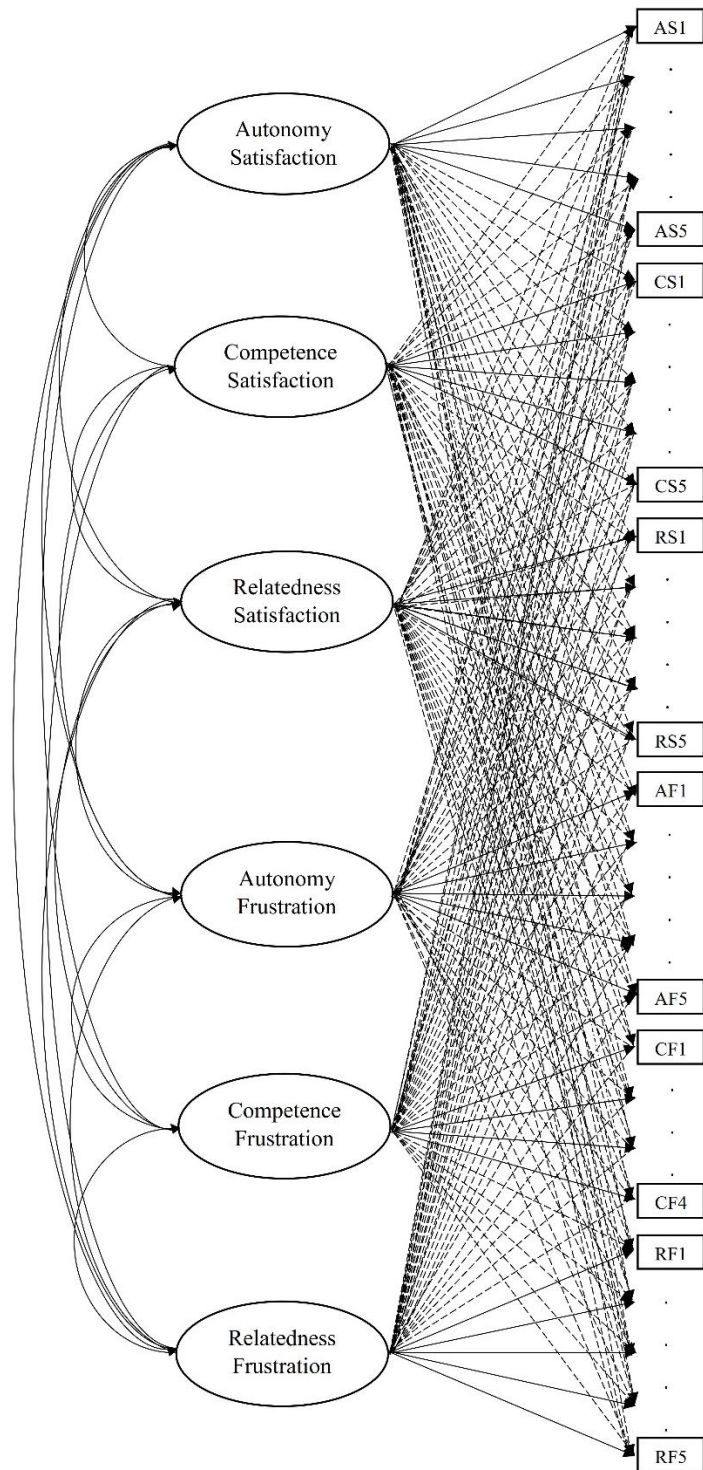 AS1
Autonomy
Satisfaction
AS5
CS1
Competence
Satisfaction
CS5
RS1
Relatedness
Satisfaction
RS5
AF1
Autonomy
Frustration
AF5
CF1
Competence
Frustration
CF4
RF1
Relatedness
Frustration
RF5